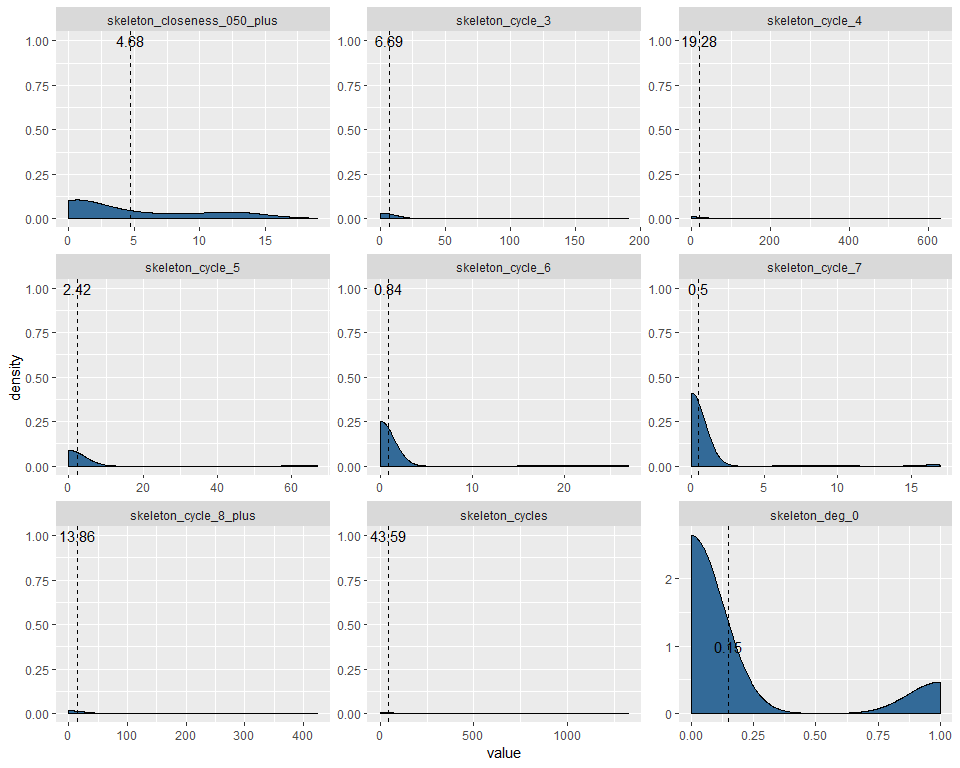 skeleton_closeness_050_plus
skeleton_cycle_3
skeleton_cycle_4
4.68
6.69
19.28
1.00
0.75
0.50
0.25
0.00
0 5 10 15
1.00
0.75
0.50
0.25
0.00
0 50 100 150 200
1.00
0.75
0.50
0.25
0.00
0 200 400 600
skeleton_cycle_5
skeleton_cycle_6
skeleton_cycle_7
2.42
0.84
0.5
1.00
0.75
0.50
0.25
0.00
0 20 40 60
1.00
0.75
0.50
0.25
0.00
0 10 20
1.00
0.75
0.50
0.25
0.00
0 5 10 15
density
skeleton_cycle_8_plus
skeleton_cycles
skeleton_deg_0
13.86
43.59
0.15
1.00
0.75
0.50
0.25
0.00
0 100 200 300 400
1.00
0.75
0.50
0.25
0.00
0 500 1000
2
1
0
0.00 0.25 0.50 0.75 1.00
value